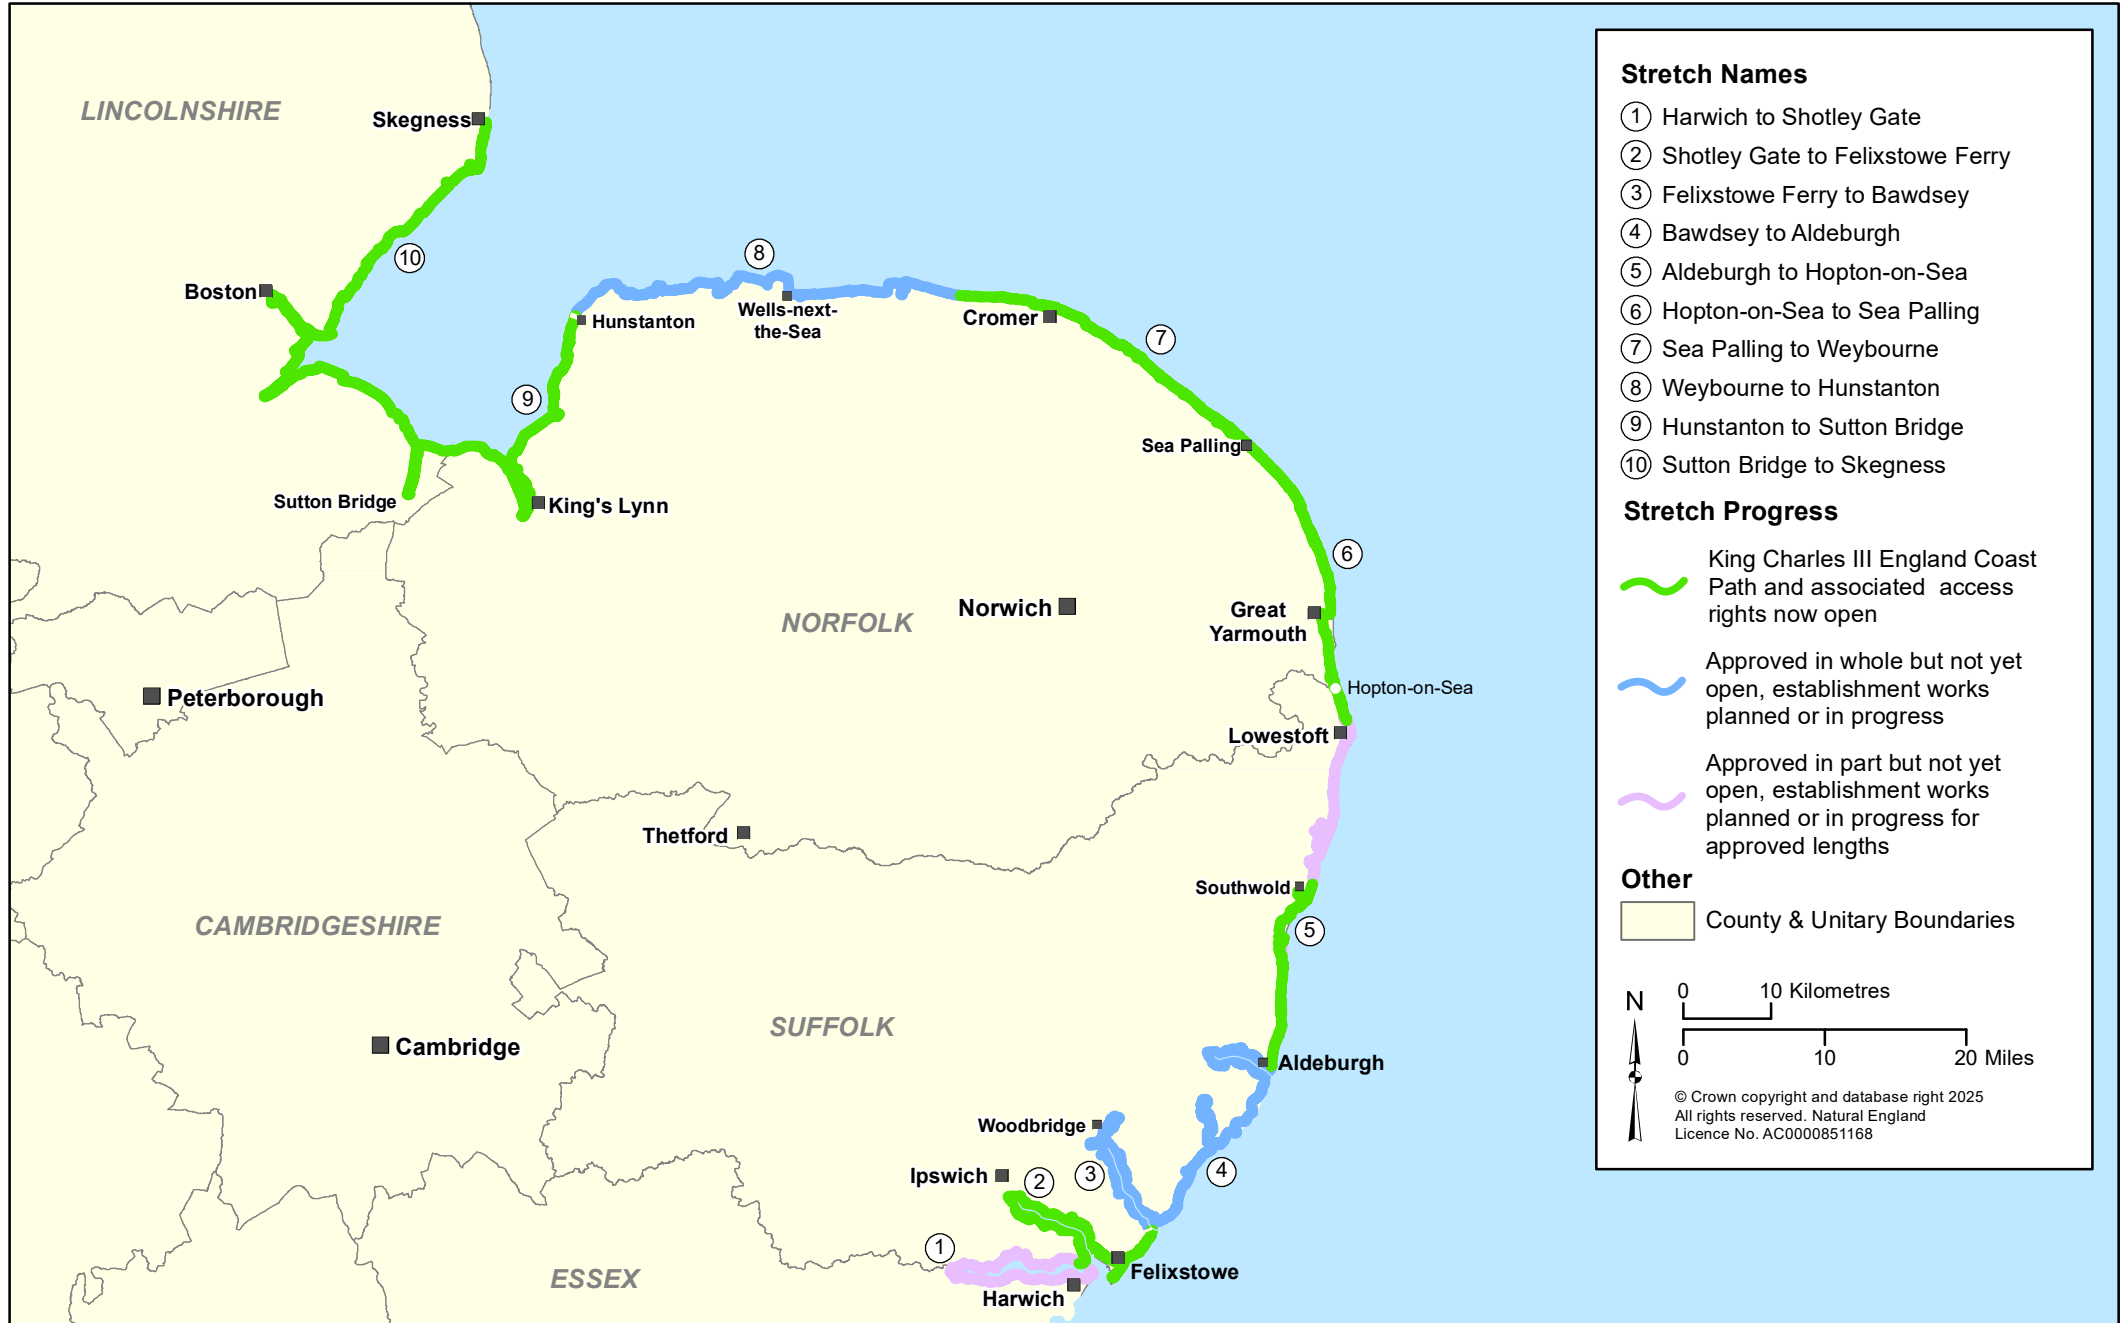 LINCOLNSHIRE
Skegness
10
Boston
8
Wells-next-
the-Sea
Hunstanton
Cromer
7
9
Sea Palling
Sutton Bridge
King's Lynn
6
Norwich
NORFOLK
Great
Yarmouth
Peterborough
Hopton-on-Sea
Lowestoft
Thetford
Southwold
CAMBRIDGESHIRE
5
SUFFOLK
Cambridge
Aldeburgh
Woodbridge
Ipswich
2
3
4
1
Felixstowe
ESSEX
Harwich
Stretch Names
1 Harwich to Shotley Gate
2 Shotley Gate to Felixstowe Ferry
3 Felixstowe Ferry to Bawdsey
4 Bawdsey to Aldeburgh
5 Aldeburgh to Hopton-on-Sea
6 Hopton-on-Sea to Sea Palling
7 Sea Palling to Weybourne
8 Weybourne to Hunstanton
9 Hunstanton to Sutton Bridge
10 Sutton Bridge to Skegness
Stretch Progress
King Charles III England Coast
Path and associated access
rights now open
Approved in whole but not yet
open, establishment works
planned or in progress
Approved in part but not yet
open, establishment works
planned or in progress for
approved lengths
Other
County & Unitary Boundaries
N
0 10 Kilometres
0 10 20 Miles
© Crown copyright and database right 2025
All rights reserved. Natural England
Licence No. AC0000851168